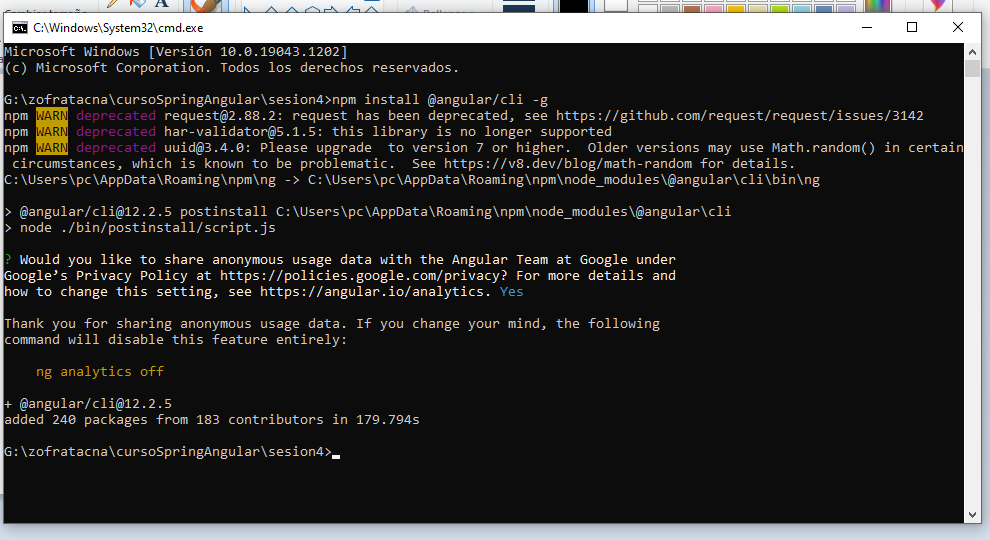 C:\Windows\System32\cmd.exe
Microsoft Windows [Versión 10.0.19043.1202]
(c) Microsoft Corporation. Todos los derechos reservados.
G:\zofratacna\cursoSpringAngular\sesion4>npm install @angular/cli -g
npm WARN deprecated request@2.88.2: request has been deprecated, see https://github.com/request/request/issues/3142
npm WARN deprecated har-validator@5.1.5: this library is no longer supported
npm WARN deprecated uuid@3.4.0: Please upgrade  to version 7 or higher.  Older versions may use Math.random() in certain
 circumstances, which is known to be problematic.  See https://v8.dev/blog/math-random for details.
C:\Users\pc\AppData\Roaming\npm\ng -> C:\Users\pc\AppData\Roaming\npm\node_modules\@angular\cli\bin\ng
> @angular/cli@12.2.5 postinstall C:\Users\pc\AppData\Roaming\npm\node_modules\@angular\cli
> node ./bin/postinstall/script.js
? Would you like to share anonymous usage data with the Angular Team at Google under
Google’s Privacy Policy at https://policies.google.com/privacy? For more details and
how to change this setting, see https://angular.io/analytics. Yes
Thank you for sharing anonymous usage data. If you change your mind, the following
command will disable this feature entirely:
    ng analytics off
+ @angular/cli@12.2.5
added 240 packages from 183 contributors in 179.794s
G:\zofratacna\cursoSpringAngular\sesion4>